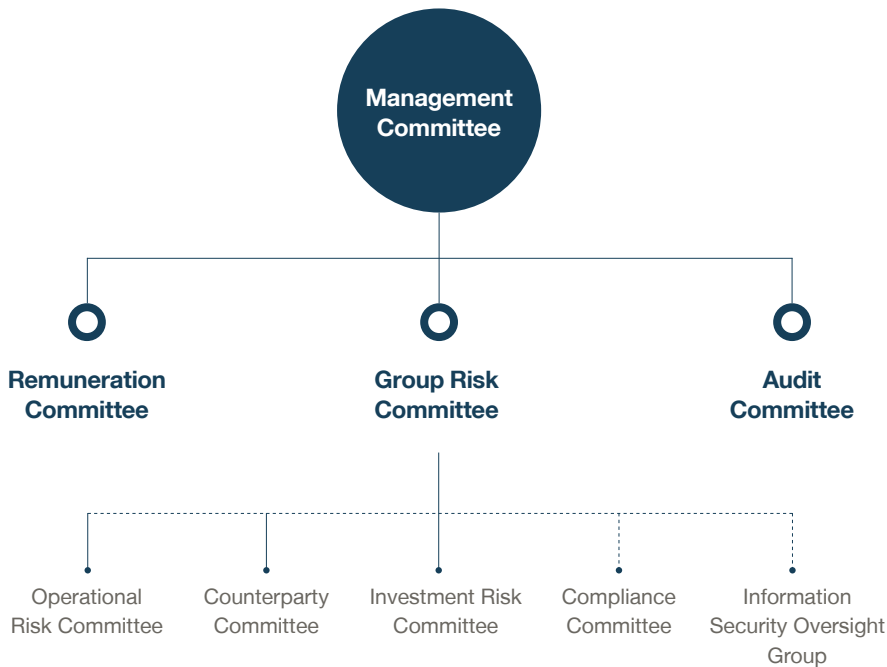 Management
Committee
Remuneration
Committee
Group Risk
Committee
Audit
Committee
Operational
Risk Committee
Counterparty
Committee
Investment Risk
Committee
Compliance
Committee
Information
Security Oversight
Group